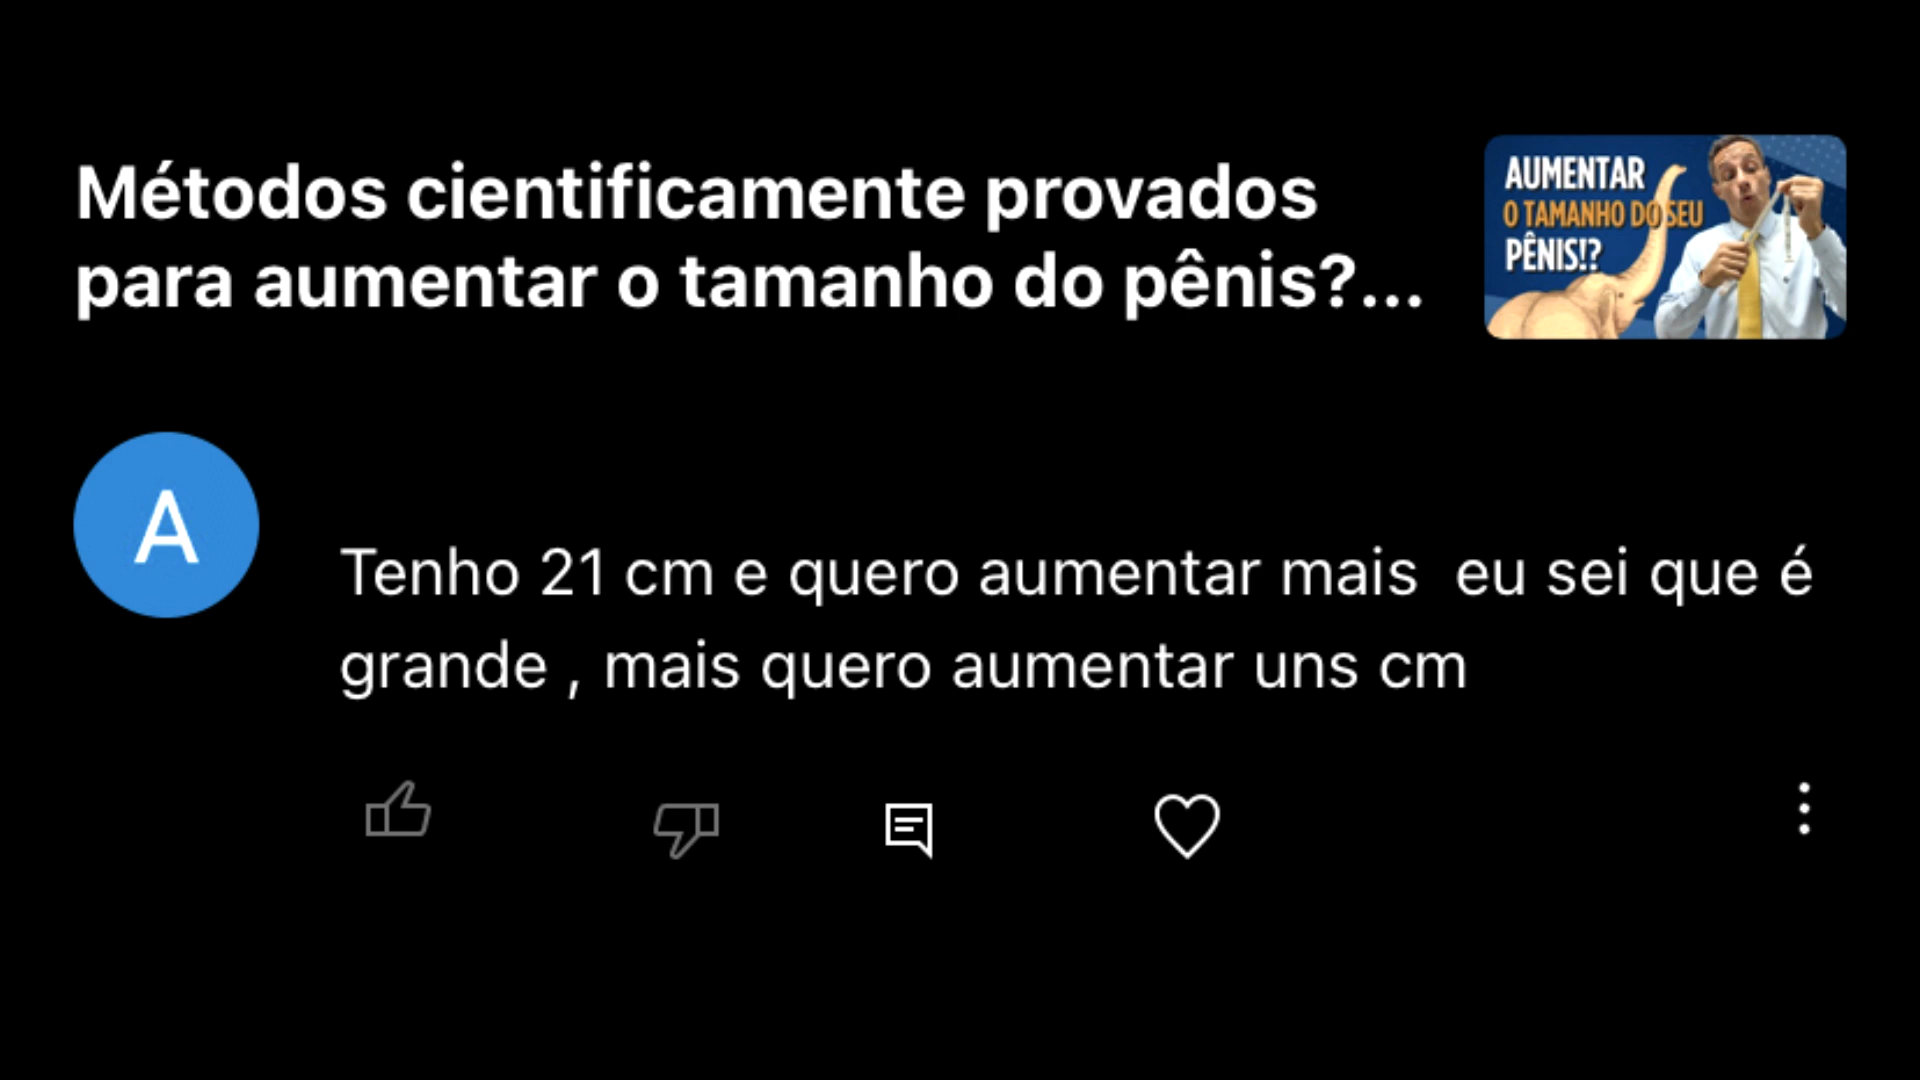 Métodos cientificamente provados
para aumentar o tamanho do pênis?...
AUMENTAR
O TAMANHO DO SEU
PÊNIS!?
A
Tenho 21 cm e quero aumentar mais  eu sei que é
grande , mais quero aumentar uns cm